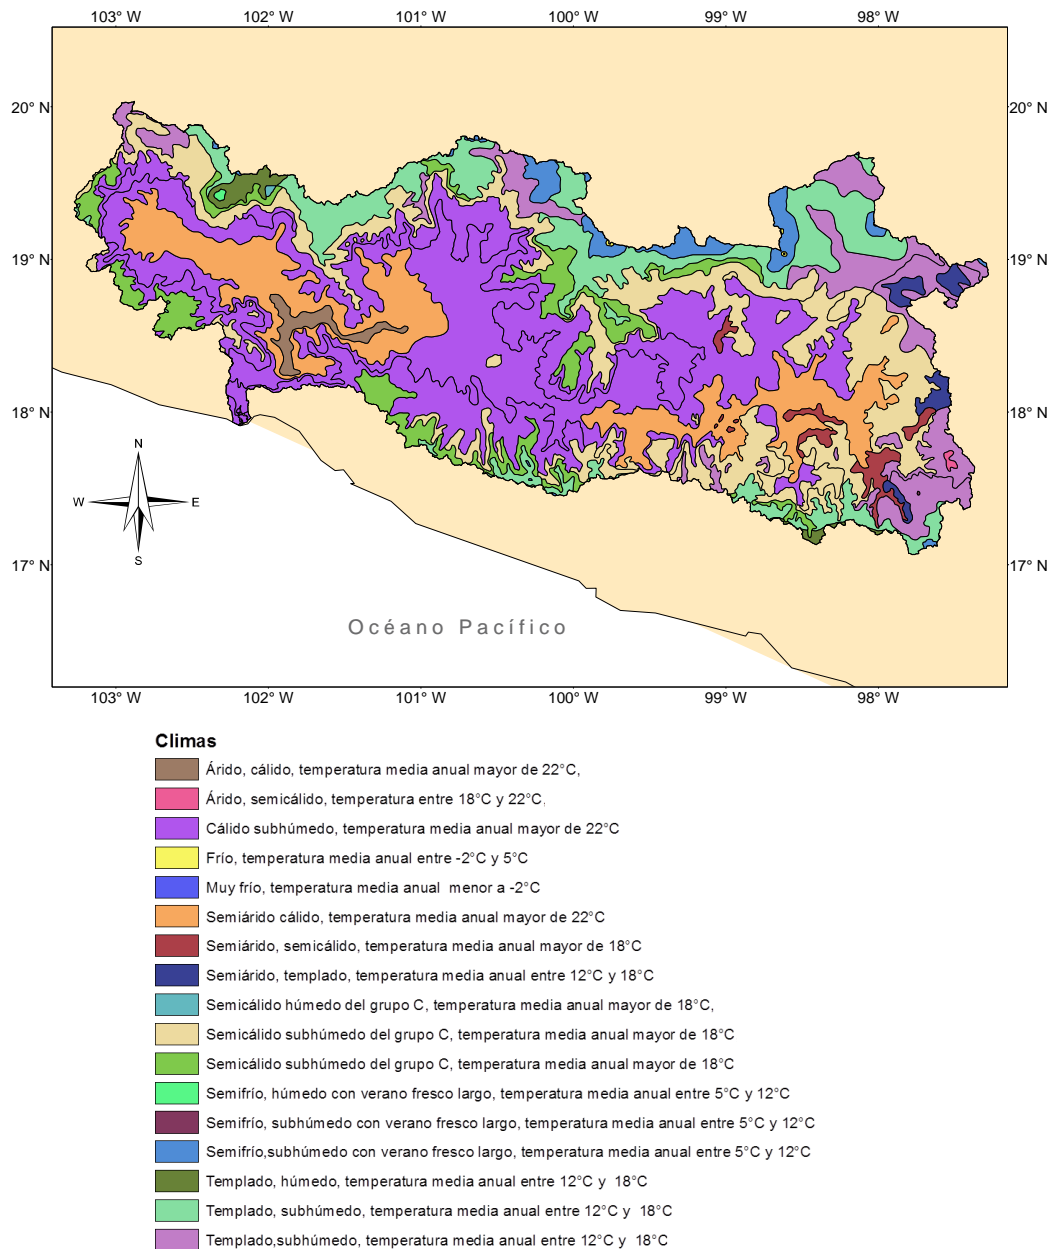 103° W 102° W 101° W 100° W 99° W 98° W
20° N 20° N
19° N 19° N
18° N 18° N
N
W E
S
17° N 17° N
Océano Pacífico
103° W 102° W 101° W 100° W 99° W 98° W
Climas
Árido, cálido, temperatura media anual mayor de 22°C,
Árido, semicálido, temperatura entre 18°C y 22°C,
Cálido subhúmedo, temperatura media anual mayor de 22°C
Frío, temperatura media anual entre -2°C y 5°C
Muy frío, temperatura media anual menor a -2°C
Semiárido cálido, temperatura media anual mayor de 22°C
Semiárido, semicálido, temperatura media anual mayor de 18°C
Semiárido, templado, temperatura media anual entre 12°C y 18°C
Semicálido húmedo del grupo C, temperatura media anual mayor de 18°C,
Semicálido subhúmedo del grupo C, temperatura media anual mayor de 18°C
Semicálido subhúmedo del grupo C, temperatura media anual mayor de 18°C
Semifrío, húmedo con verano fresco largo, temperatura media anual entre 5°C y 12°C
Semifrío, subhúmedo con verano fresco largo, temperatura media anual entre 5°C y 12°C
Semifrío,subhúmedo con verano fresco largo, temperatura media anual entre 5°C y 12°C
Templado, húmedo, temperatura media anual entre 12°C y 18°C
Templado, subhúmedo, temperatura media anual entre 12°C y 18°C
Templado,subhúmedo, temperatura media anual entre 12°C y 18°C